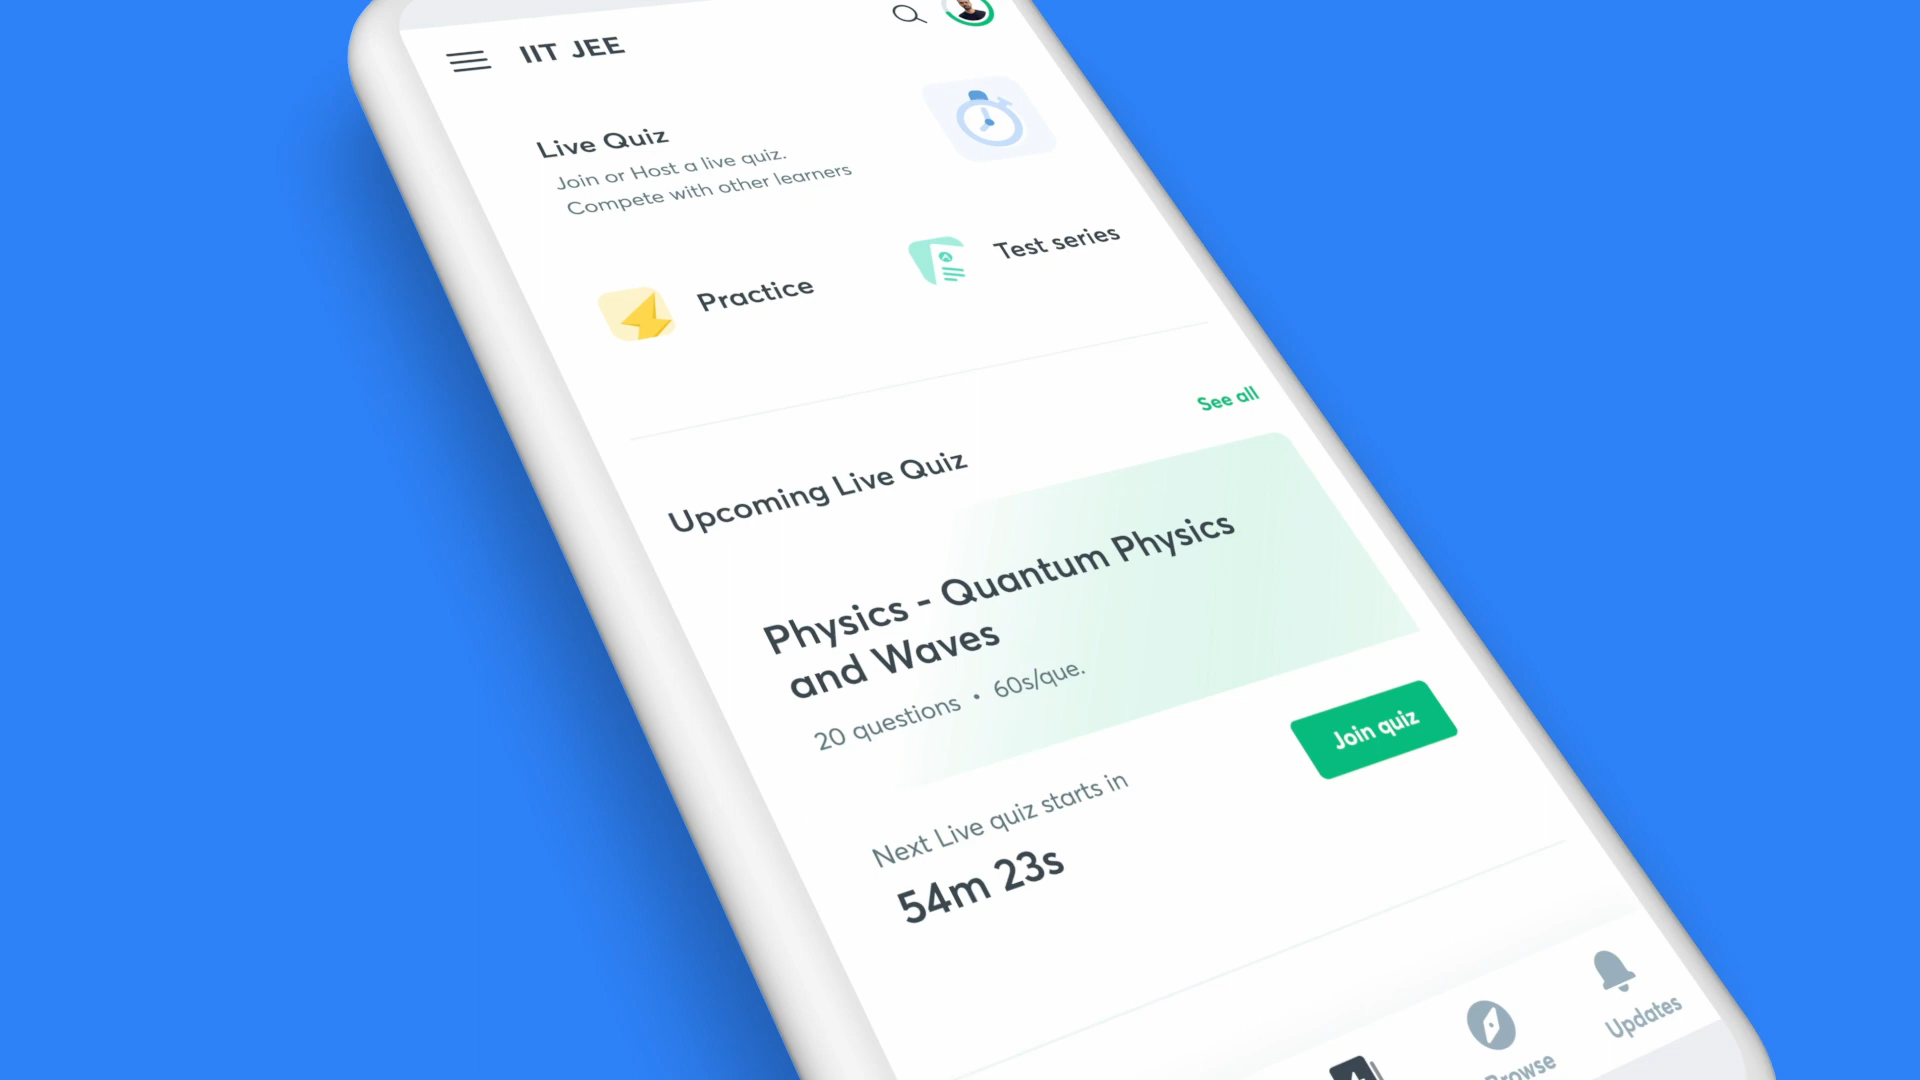 IIT JEE
Live Quiz
Join or Host a live quiz.
Compete with other learners
Practice
Test series
See all
Upcoming Live Quiz
Physics - Quantum Physics
and Waves
20 questions • 60s/que.
Join quiz
Next Live quiz starts in
54m 23s
Browse
Updates